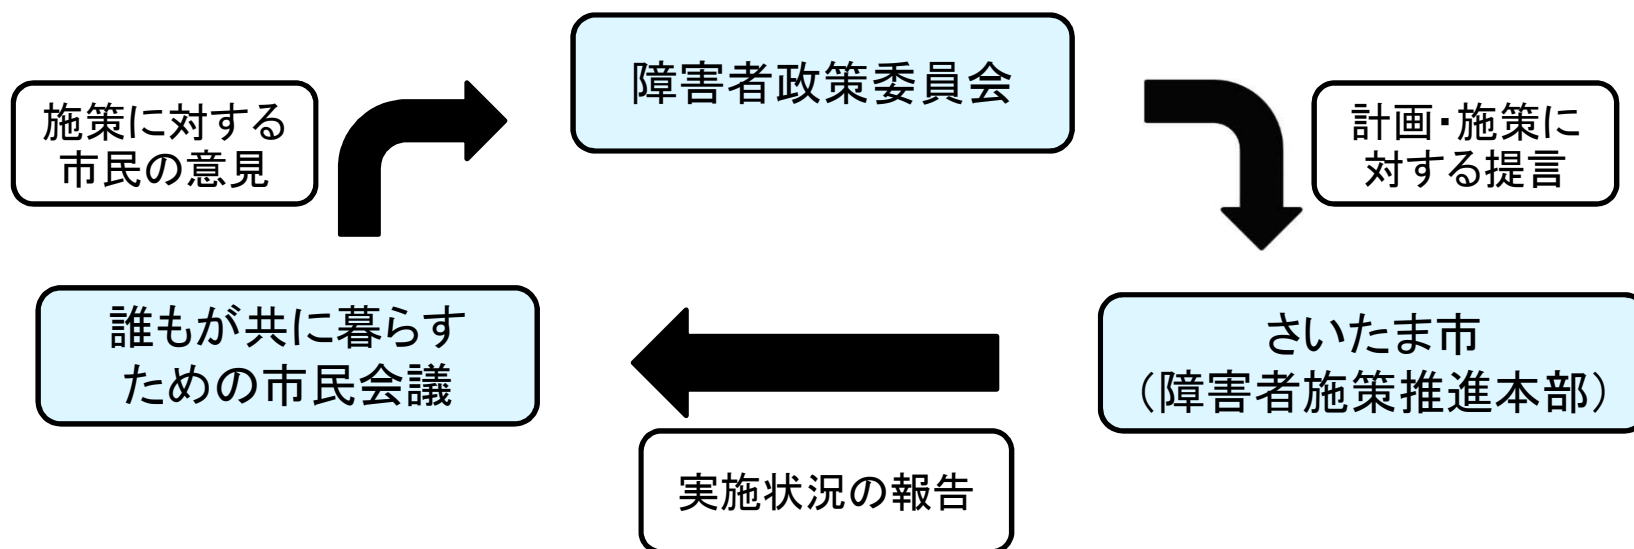 障害者政策委員会
施策に対する
市民の意見
計画・施策に
対する提言
誰もが共に暮らす
ための市民会議
さいたま市
（障害者施策推進本部）
実施状況の報告